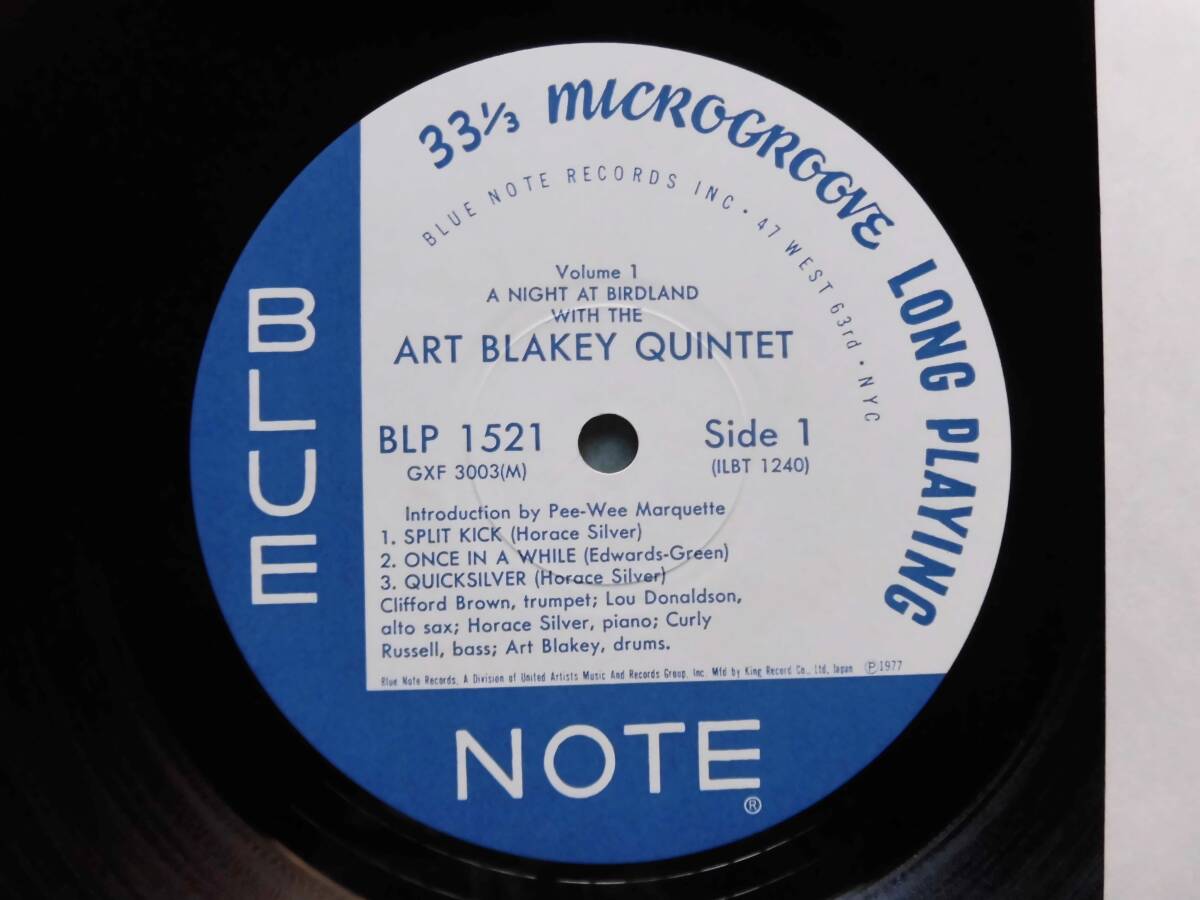 33⅓ MICROGROOVE LONG PLAYING
BLUE NOTE RECORDS INC · 47 WEST 63rd · NYC
Volume 1
A NIGHT AT BIRDLAND
WITH THE
ART BLAKEY QUINTET
BLP 1521
GXF 3003(M)
Side 1
(ILBT 1240)
Introduction by Pee-Wee Marquette
1. SPLIT KICK (Horace Silver)
2. ONCE IN A WHILE (Edwards-Green)
3. QUICKSILVER (Horace Silver)
Clifford Brown, trumpet; Lou Donaldson,
alto sax; Horace Silver, piano; Curly
Russell, bass; Art Blakey, drums.
Blue Note Records, A Division of United Artists Music And Records Group, Inc. Mfd by King Record Co., Ltd, Japan ℗1977
BLUE
NOTE®